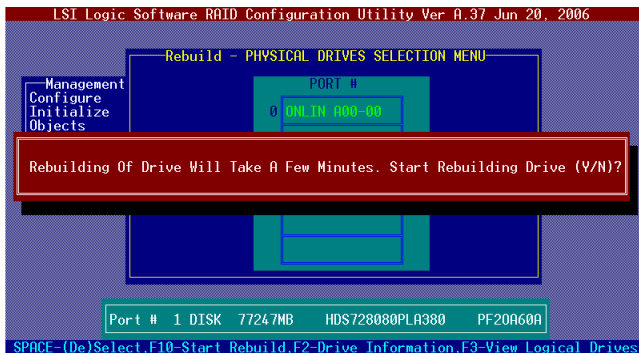 LSI Logic Software RAID Configuration Utility Ver A.37 Jun 20, 2006
Rebuild - PHYSICAL DRIVES SELECTION MENU
Management
PORT #
Configure
Initialize
0 ONLIN A00-00
Objects
Rebuilding Of Drive Will Take A Few Minutes. Start Rebuilding Drive (Y/N)?
Port # 1 DISK 77247MB HDS728080PLA380 PF2OA60A
SPACE-(De)Select,F10-Start Rebuild,F2-Drive Information,F3-View Logical Drives